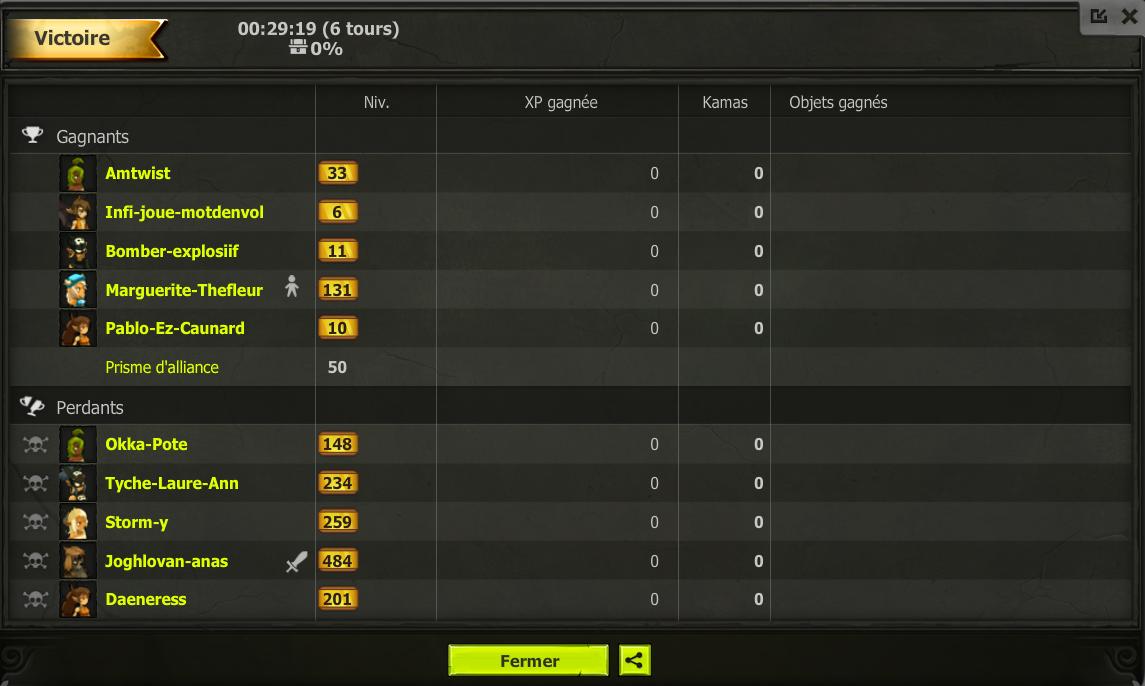 Victoire
00:29:19 (6 tours)
0%
Niv. XP gagnée Kamas Objets gagnés
Gagnants
Amtwist 33 0 0
Infi-joue-motdenvol 6 0 0
Bomber-explosiif 11 0 0
Marguerite-Thefleur 131 0 0
Pablo-Ez-Caunard 10 0 0
Prisme d'alliance 50
Perdants
Okka-Pote 148 0 0
Tyche-Laure-Ann 234 0 0
Storm-y 259 0 0
Joghlovan-anas 484 0 0
Daeneress 201 0 0
Fermer